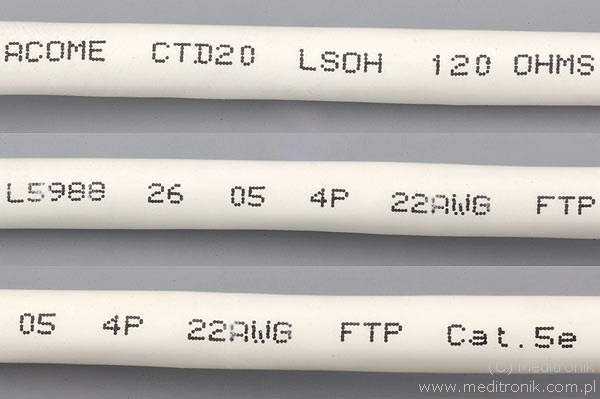 ACOME CTD20 LSOH 120 OHMS
L5988 26 05 4P 22AWG FTP
05 4P 22AWG FTP Cat.5e
(C) Meditronik
www.meditronik.com.pl